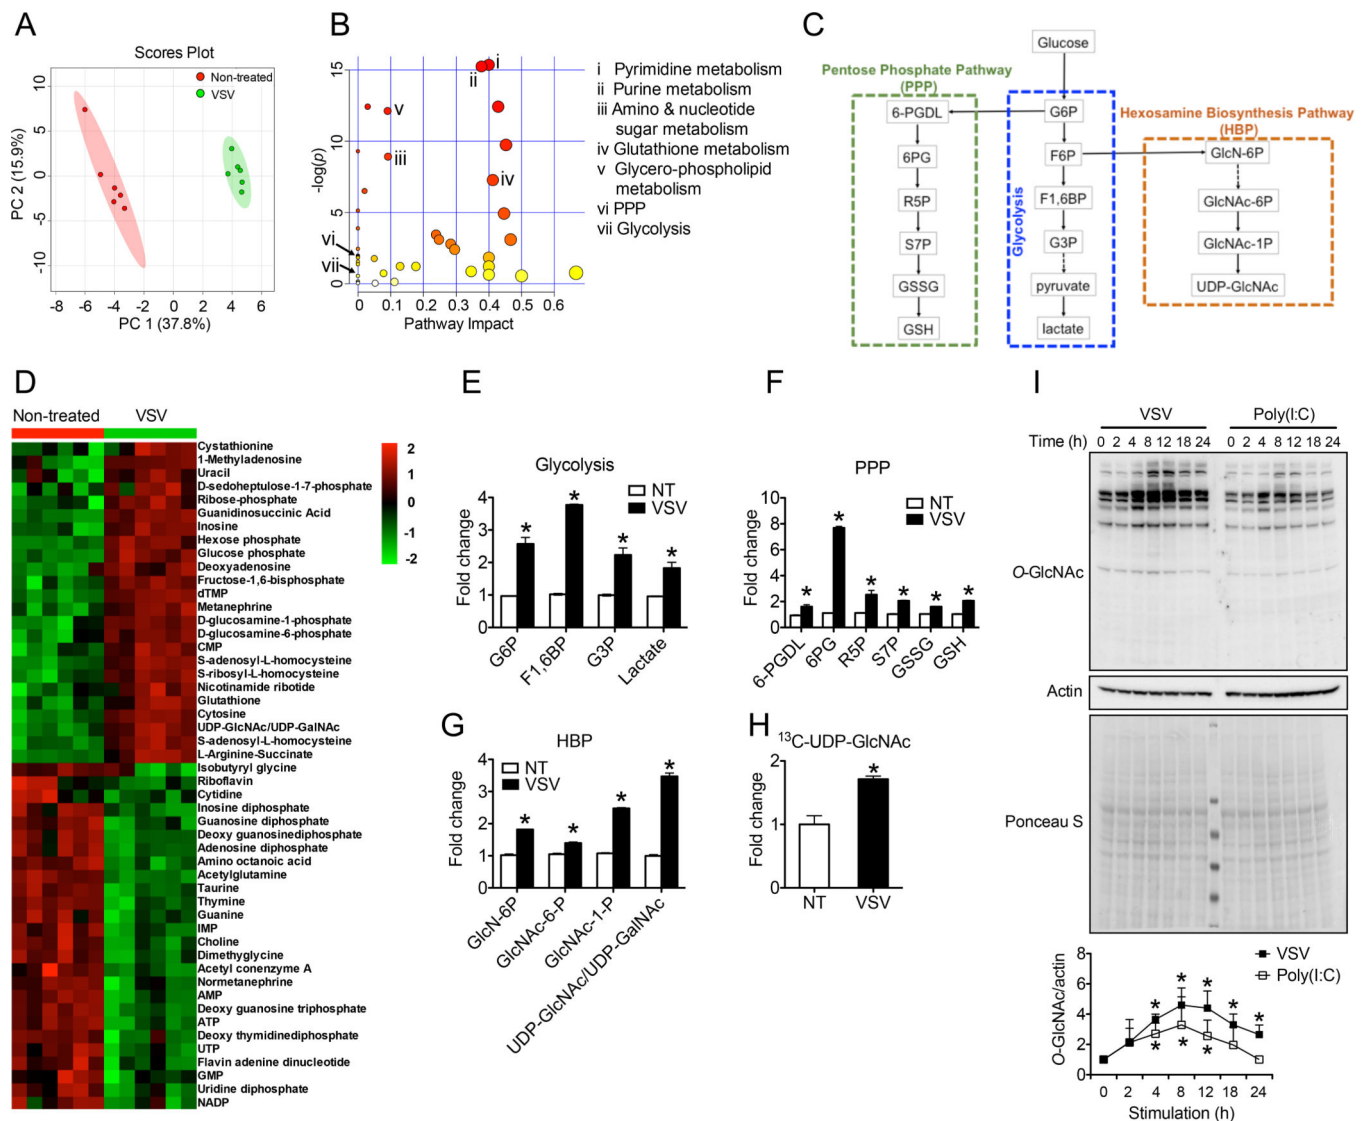 A
Scores Plot
Non-treated
VSV
10
5
0
-5
-10
-8
-6
-4
-2
0
2
4
6
PC 2 (15.9%)
PC 1 (37.8%)
B
15
10
5
0
-log(p)
i
ii
v
iii
iv
vi
vii
0
0.1
0.2
0.3
0.4
0.5
0.6
Pathway Impact
i Pyrimidine metabolism
ii Purine metabolism
iii Amino & nucleotide
sugar metabolism
iv Glutathione metabolism
v Glycero-phospholipid
metabolism
vi PPP
vii Glycolysis
C
Pentose Phosphate Pathway
(PPP)
6-PGDL
6PG
R5P
S7P
GSSG
GSH
Glycolysis
Glucose
G6P
F6P
F1,6BP
G3P
pyruvate
lactate
Hexosamine Biosynthesis Pathway
(HBP)
GlcN-6P
GlcNAc-6P
GlcNAc-1P
UDP-GlcNAc
D
Non-treated VSV
Cystathionine
1-Methyladenosine
Uracil
D-sedoheptulose-1-7-phosphate
Ribose-phosphate
Guanidinosuccinic Acid
Inosine
Hexose phosphate
Glucose phosphate
Deoxyadenosine
Fructose-1,6-bisphosphate
dTMP
Metanephrine
D-glucosamine-1-phosphate
D-glucosamine-6-phosphate
CMP
S-adenosyl-L-homocysteine
S-ribosyl-L-homocysteine
Nicotinamide ribotide
Glutathione
Cytosine
UDP-GlcNAc/UDP-GalNAc
S-adenosyl-L-homocysteine
L-Arginine-Succinate
Isobutyryl glycine
Riboflavin
Cytidine
Inosine diphosphate
Guanosine diphosphate
Deoxy guanosinediphosphate
Adenosine diphosphate
Amino octanoic acid
Acetylglutamine
Taurine
Thymine
Guanine
IMP
Choline
Dimethyglycine
Acetyl conenzyme A
Normetanephrine
AMP
Deoxy guanosine triphosphate
ATP
Deoxy thymidinediphosphate
UTP
Flavin adenine dinucleotide
GMP
Uridine diphosphate
NADP
2
1
0
-1
-2
E
Glycolysis
NT
VSV
4
3
2
1
0
Fold change
* * * *
G6P
F1,6BP
G3P
Lactate
F
PPP
NT
VSV
10
8
6
4
2
0
Fold change
* * * * * *
6-PGDL
6PG
R5P
S7P
GSSG
GSH
G
HBP
NT
VSV
4
3
2
1
0
Fold change
* * * *
GlcN-6P
GlcNAc-6-P
GlcNAc-1-P
UDP-GlcNAc/UDP-GalNAc
H
13C-UDP-GlcNAc
2
1
0
Fold change
*
NT
VSV
I
VSV Poly(I:C)
Time (h) 0 2 4 8 12 18 24 0 2 4 8 12 18 24
O-GlcNAc
Actin
Ponceau S
8
6
4
2
0
O-GlcNAc/actin
VSV
Poly(I:C)
* * * * *
* * *
0 2 4 8 12 18 24
Stimulation (h)